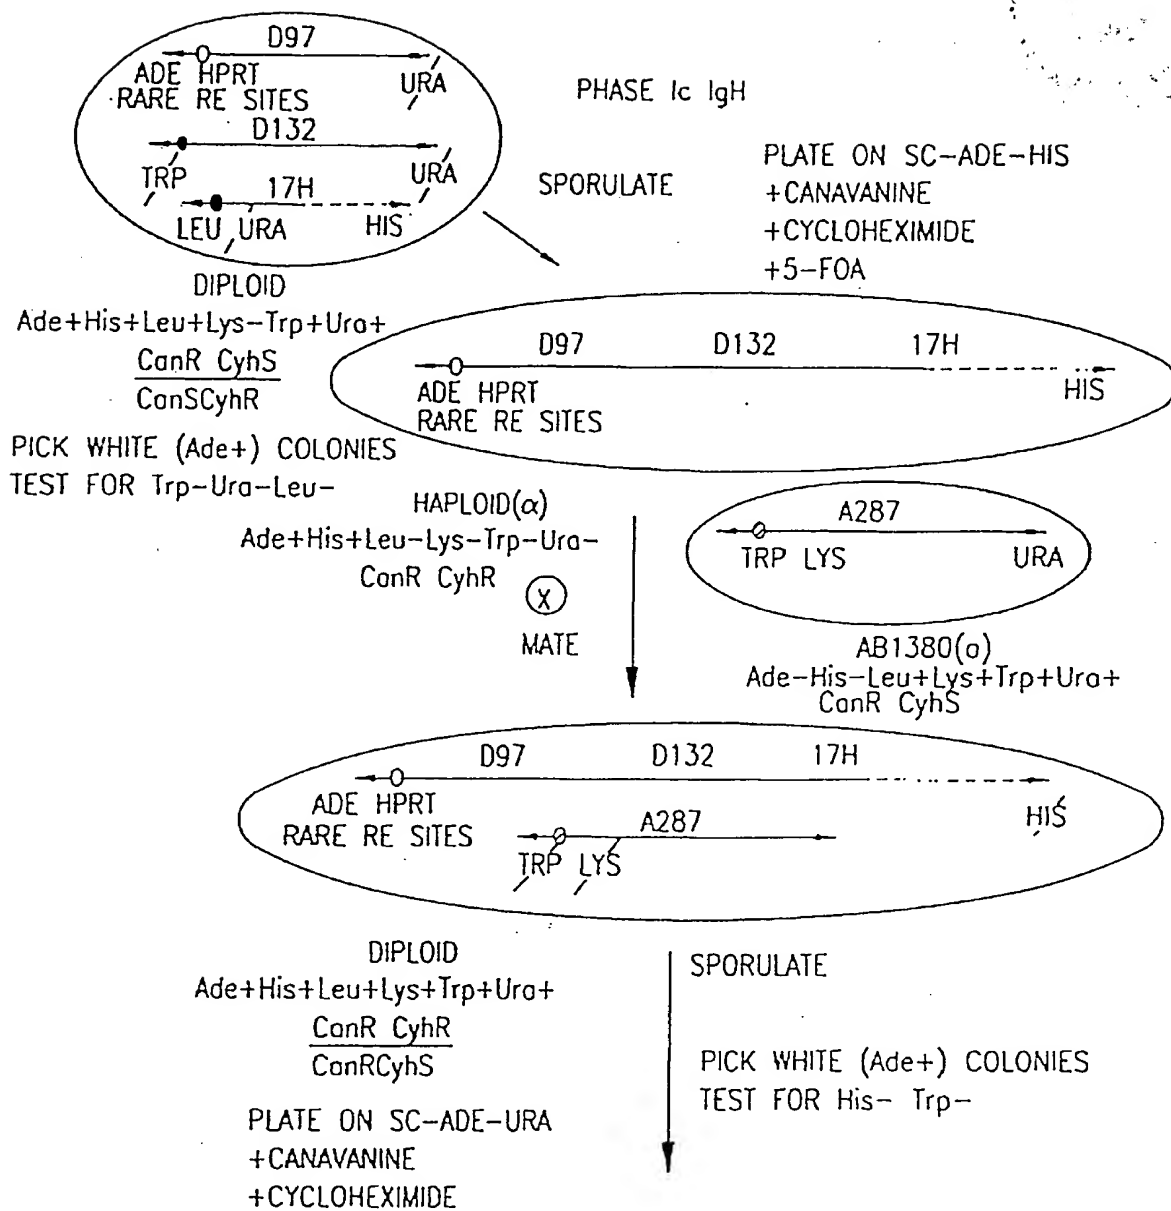 D97
ADE HPRT
RARE RE SITES
URA
D132
TRP
URA
17H
LEU URA
HIS
PHASE Ic IgH
SPORULATE
PLATE ON SC-ADE-HIS
+CANAVANINE
+CYCLOHEXIMIDE
+5-FOA
DIPLOID
Ade+His+Leu+Lys-Trp+Ura+
CanR CyhS
CanSCyhR
PICK WHITE (Ade+) COLONIES
TEST FOR Trp-Ura-Leu-
D97 D132 17H
ADE HPRT
RARE RE SITES
HIS
HAPLOID(α)
Ade+His+Leu-Lys-Trp-Ura-
CanR CyhR
X
MATE
A287
TRP LYS URA
AB1380(a)
Ade-His-Leu+Lys+Trp+Ura+
CanR CyhS
D97 D132 17H
ADE HPRT
RARE RE SITES
HIS
A287
TRP LYS
DIPLOID
Ade+His+Leu+Lys+Trp+Ura+
CanR CyhR
CanRCyhS
PLATE ON SC-ADE-URA
+CANAVANINE
+CYCLOHEXIMIDE
SPORULATE
PICK WHITE (Ade+) COLONIES
TEST FOR His- Trp-